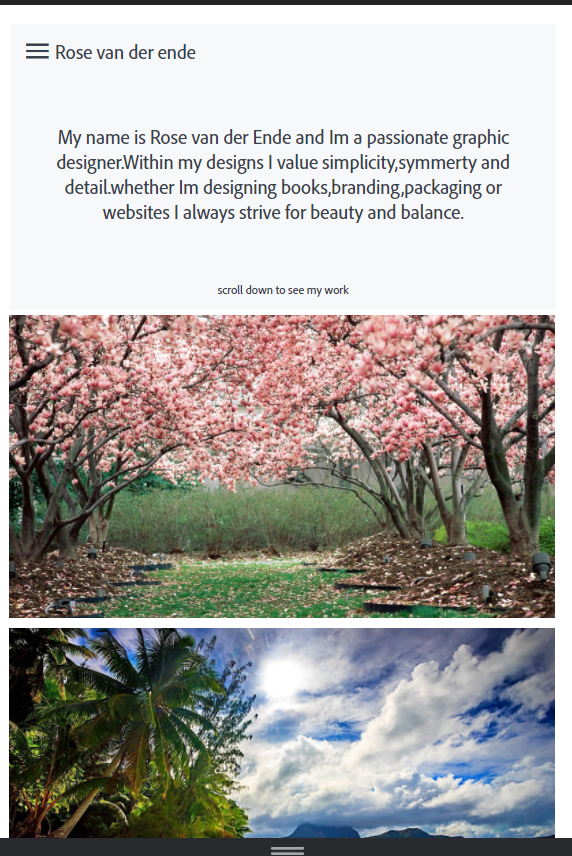 Rose van der ende
My name is Rose van der Ende and Im a passionate graphic
designer.Within my designs I value simplicity,symmerty and
detail.whether Im designing books,branding,packaging or
websites I always strive for beauty and balance.
scroll down to see my work